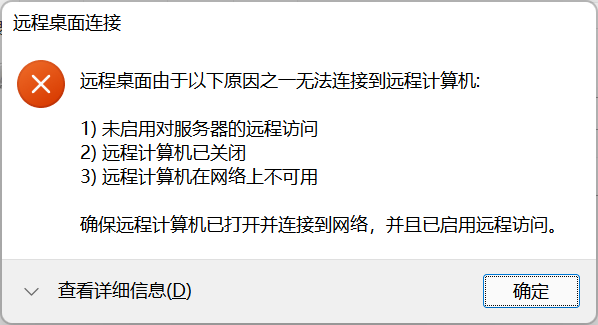 远程桌面连接
远程桌面由于以下原因之一无法连接到远程计算机:
1) 未启用对服务器的远程访问
2) 远程计算机已关闭
3) 远程计算机在网络上不可用
确保远程计算机已打开并连接到网络，并且已启用远程访问。
查看详细信息(D)
确定